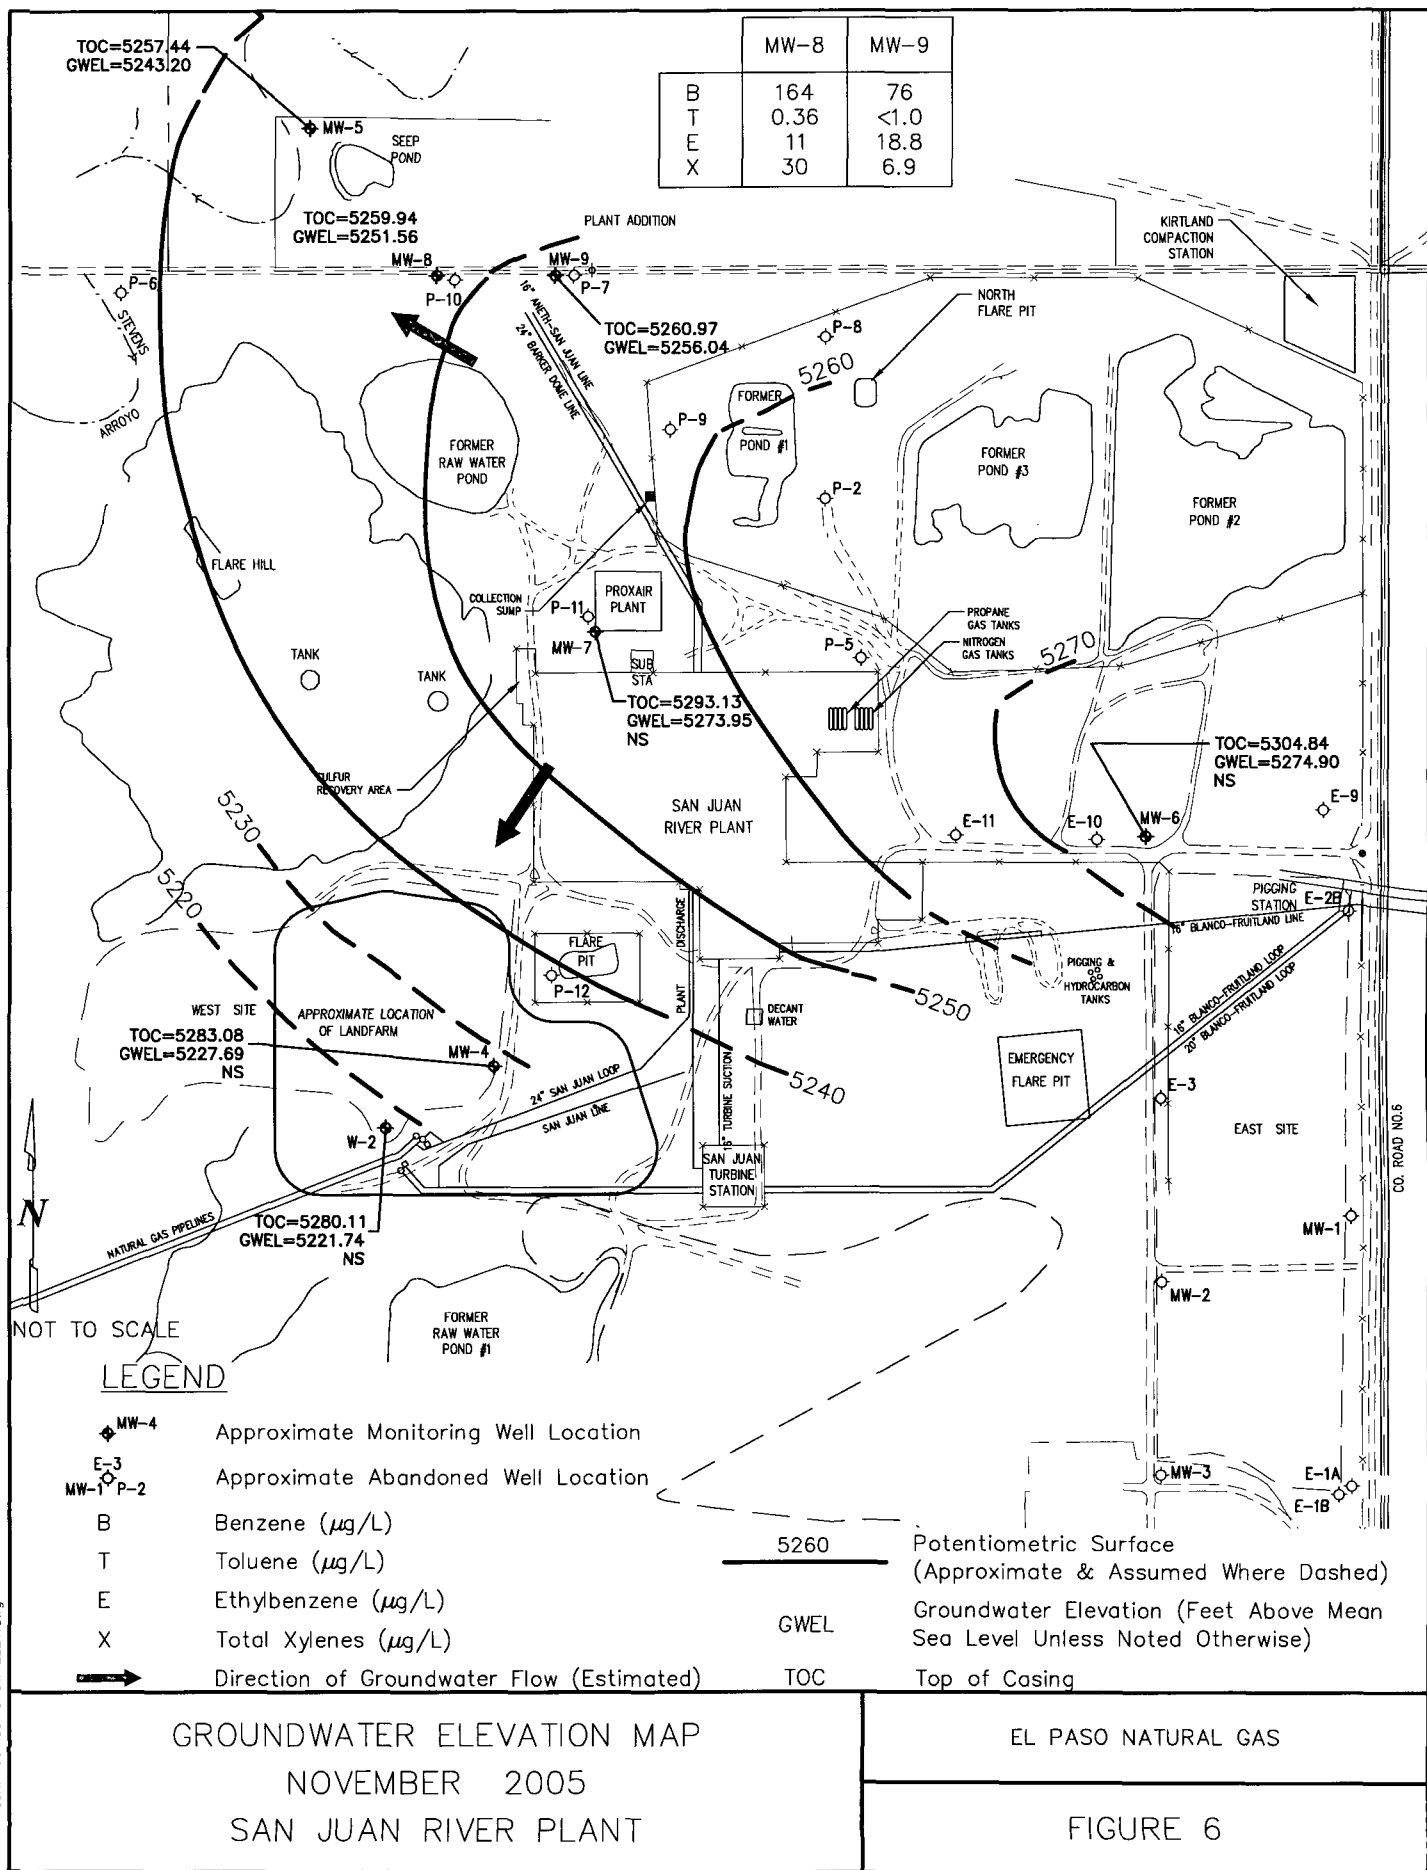 TOC=5257.44
GWEL=5243.20
MW-5
SEEP
POND
MW-8 MW-9
B 164 76
T 0.36 <1.0
E 11 18.8
X 30 6.9
TOC=5259.94
GWEL=5251.56
PLANT ADDITION
KIRTLAND
COMPACTION
STATION
MW-8
MW-9
P-6
P-10
P-7
STEVENS
ARROYO
16" ANETH-SAN JUAN LINE
24" BARKER DOME LINE
TOC=5260.97
GWEL=5256.04
NORTH
FLARE PIT
P-8
5260
FORMER
POND #1
P-9
FORMER
RAW WATER
POND
FORMER
POND #3
P-2
FORMER
POND #2
FLARE HILL
COLLECTION
SUMP
P-11
PROXAIR
PLANT
MW-7
PROPANE
GAS TANKS
NITROGEN
GAS TANKS
P-5
5270
TANK
TANK
SUB
STA
TOC=5293.13
GWEL=5273.95
NS
TOC=5304.84
GWEL=5274.90
NS
SULFUR
RECOVERY AREA
SAN JUAN
RIVER PLANT
E-9
E-11
E-10
MW-6
5230
5220
PIGGING
STATION
E-2B
16" BLANCO-FRUITLAND LINE
DISCHARGE
PLANT
FLARE
PIT
P-12
PIGGING &
HYDROCARBON
TANKS
16" BLANCO-FRUITLAND LOOP
20" BLANCO-FRUITLAND LOOP
5250
WEST SITE
APPROXIMATE LOCATION
OF LANDFARM
DECANT
WATER
TOC=5283.08
GWEL=5227.69
NS
MW-4
EMERGENCY
FLARE PIT
5240
24" SAN JUAN LOOP
SAN JUAN LINE
16" TURBINE SUCTION
E-3
W-2
EAST SITE
CO. ROAD NO.6
SAN JUAN
TURBINE
STATION
N
NATURAL GAS PIPELINES
TOC=5280.11
GWEL=5221.74
NS
MW-1
MW-2
FORMER
RAW WATER
POND #1
NOT TO SCALE
MW-3
E-1A
E-1B
LEGEND
MW-4 Approximate Monitoring Well Location
E-3
MW-1 P-2 Approximate Abandoned Well Location
B Benzene (µg/L)
T Toluene (µg/L)
E Ethylbenzene (µg/L)
X Total Xylenes (µg/L)
Direction of Groundwater Flow (Estimated)
5260 Potentiometric Surface
(Approximate & Assumed Where Dashed)
GWEL Groundwater Elevation (Feet Above Mean
Sea Level Unless Noted Otherwise)
TOC Top of Casing
GROUNDWATER ELEVATION MAP
NOVEMBER 2005
SAN JUAN RIVER PLANT
EL PASO NATURAL GAS
FIGURE 6